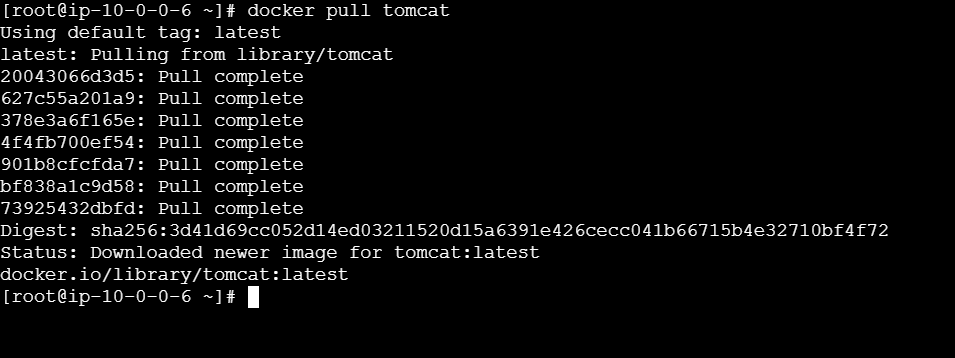 [root@ip-10-0-0-6 ~]# docker pull tomcat
Using default tag: latest
latest: Pulling from library/tomcat
20043066d3d5: Pull complete
627c55a201a9: Pull complete
378e3a6f165e: Pull complete
4f4fb700ef54: Pull complete
901b8cfcfda7: Pull complete
bf838a1c9d58: Pull complete
73925432dbfd: Pull complete
Digest: sha256:3d41d69cc052d14ed03211520d15a6391e426cecc041b66715b4e32710bf4f72
Status: Downloaded newer image for tomcat:latest
docker.io/library/tomcat:latest
[root@ip-10-0-0-6 ~]#